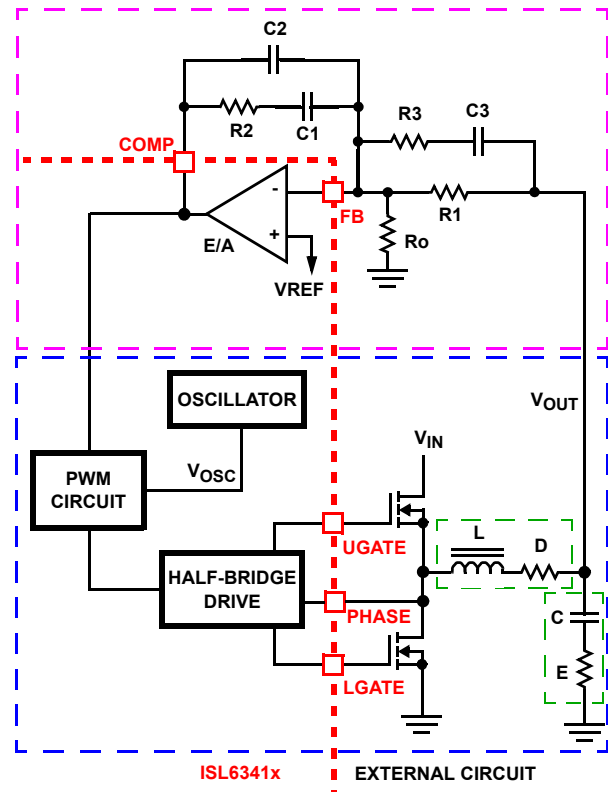 C2
R2
C1
R3
C3
COMP
-
FB
R1
+
E/A
Ro
VREF
OSCILLATOR
VOUT
VIN
PWM
CIRCUIT
VOSC
L
D
UGATE
HALF-BRIDGE
DRIVE
PHASE
C
E
LGATE
ISL6341x
EXTERNAL CIRCUIT